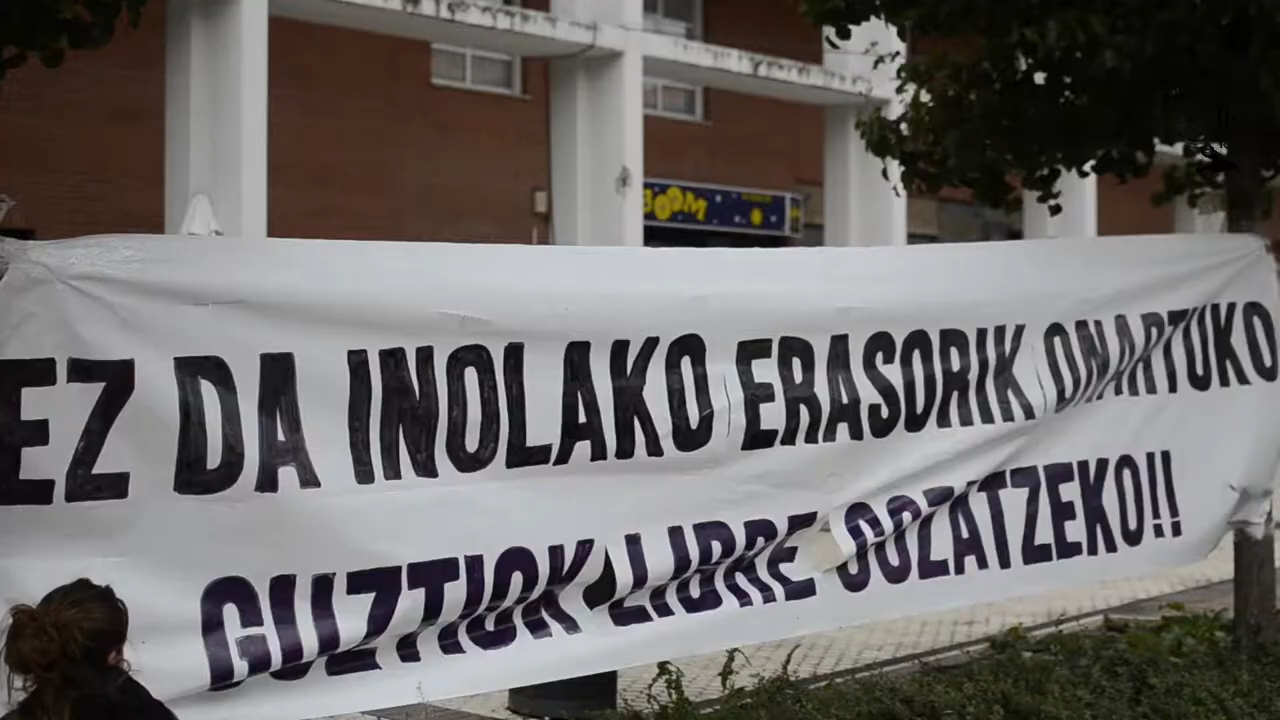 BOOM
EZ DA INOLAKO ERASORIK ONARTUKO
GUZTIOK LIBRE GOZATZEKO!!